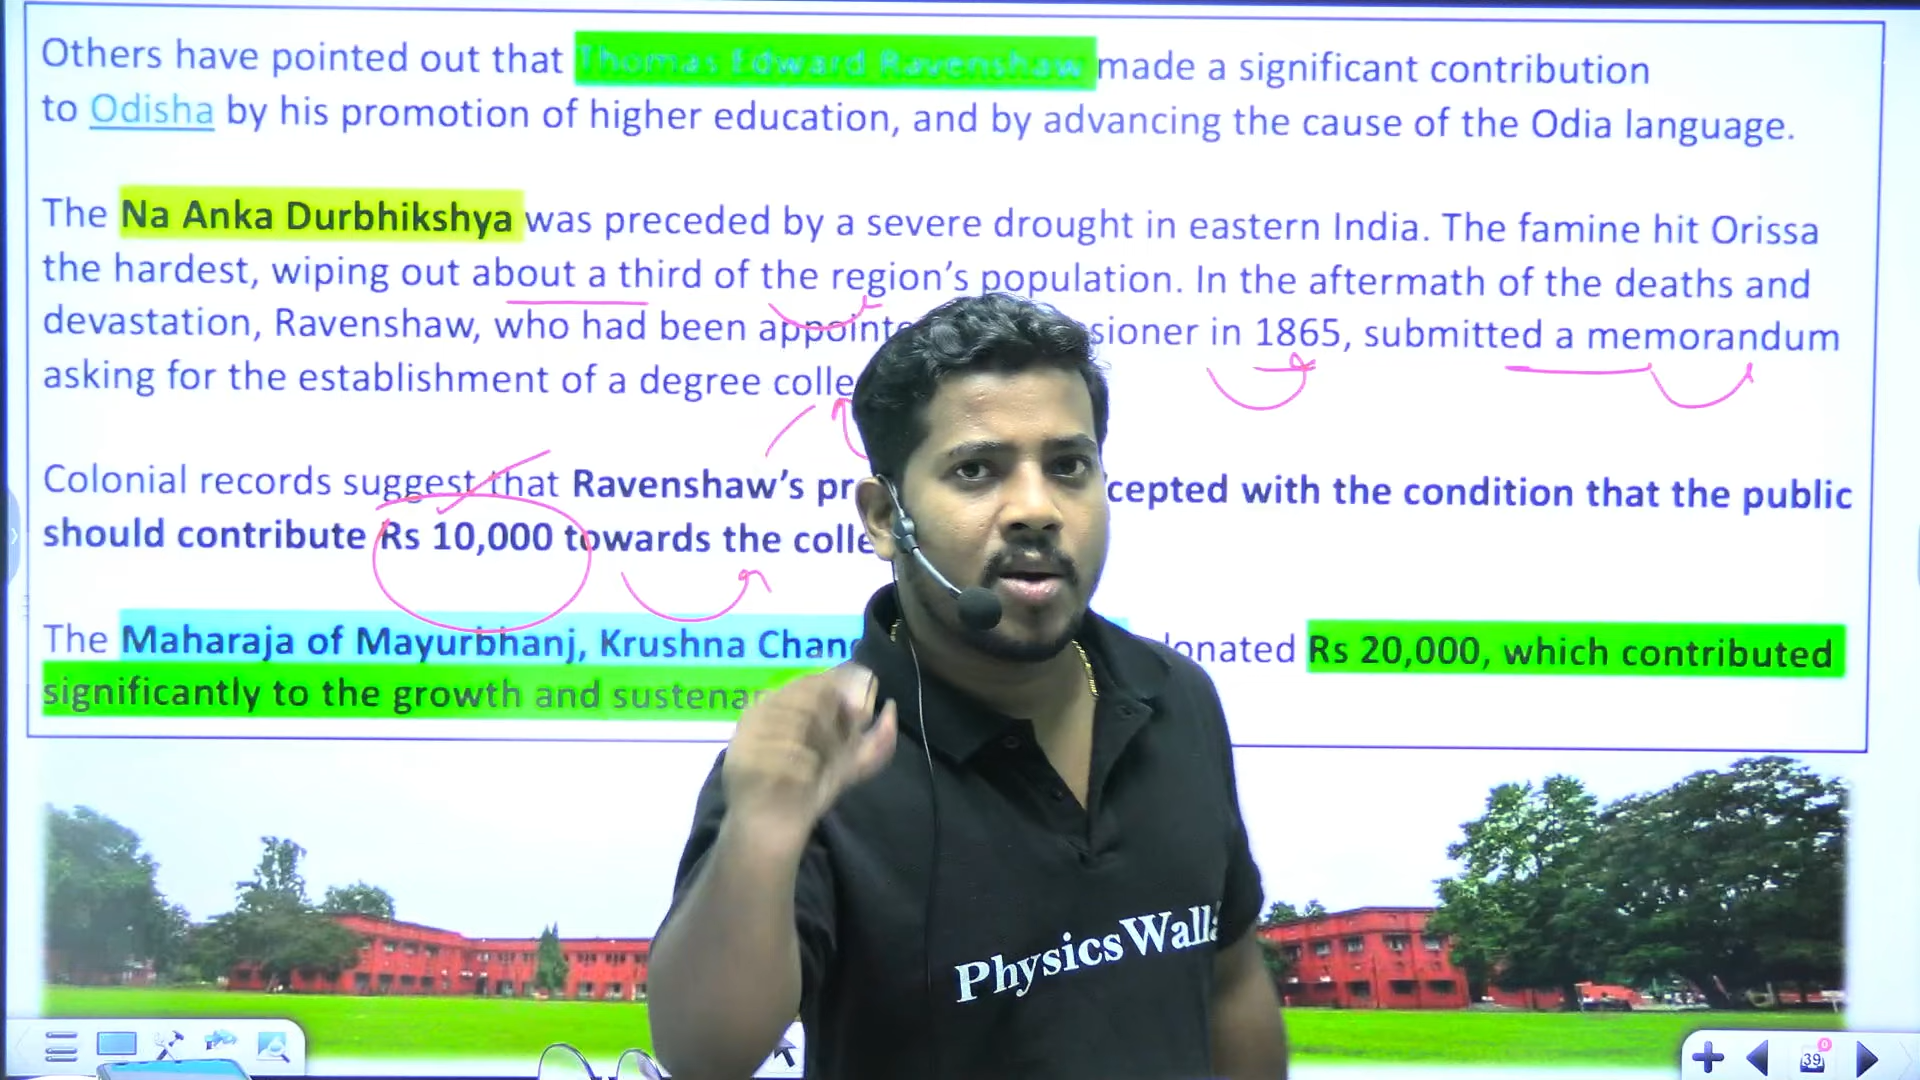 Others have pointed out that Thomas Edward Ravenshaw made a significant contribution
to Odisha by his promotion of higher education, and by advancing the cause of the Odia language.
The Na Anka Durbhikshya was preceded by a severe drought in eastern India. The famine hit Orissa
the hardest, wiping out about a third of the region's population. In the aftermath of the deaths and
devastation, Ravenshaw, who had been appointe sioner in 1865, submitted a memorandum
asking for the establishment of a degree colle
Colonial records suggest that Ravenshaw's pr cepted with the condition that the public
should contribute Rs 10,000 towards the colle
The Maharaja of Mayurbhanj, Krushna Chan onated Rs 20,000, which contributed
significantly to the growth and sustena
PhysicsWalla
39
0